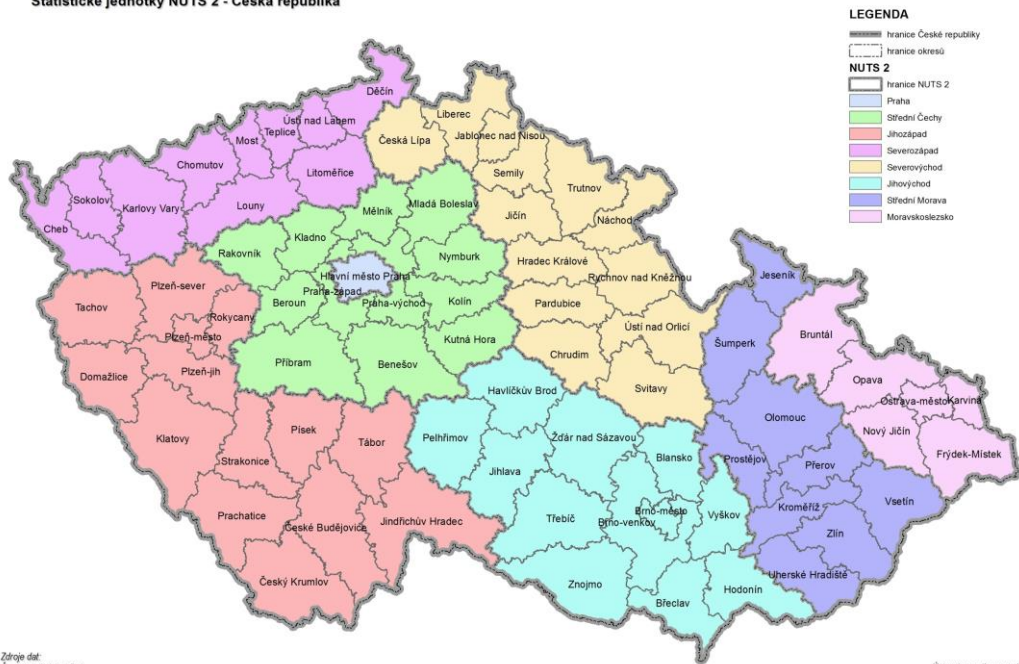 Statistické jednotky NUTS 2 - Česká republika
LEGENDA
hranice České republiky
hranice okresů
NUTS 2
hranice NUTS 2
Praha
Střední Čechy
Jihozápad
Severozápad
Severovýchod
Jihovýchod
Střední Morava
Moravskoslezsko
Děčín
Liberec
Ústí nad Labem
Teplice
Jablonec nad Nisou
Česká Lípa
Most
Chomutov
Litoměřice
Semily
Trutnov
Sokolov
Karlovy Vary
Louny
Mělník
Mladá Boleslav
Jičín
Náchod
Cheb
Kladno
Rakovník
Nymburk
Hradec Králové
Hlavní město Praha
Rychnov nad Kněžnou
Jeseník
Plzeň-sever
Praha-západ
Praha-východ
Beroun
Kolín
Pardubice
Tachov
Rokycany
Ústí nad Orlicí
Plzeň-město
Kutná Hora
Šumperk
Bruntál
Chrudim
Příbram
Benešov
Plzeň-jih
Domažlice
Opava
Svitavy
Havlíčkův Brod
Ostrava-město
Karviná
Olomouc
Písek
Klatovy
Pelhřimov
Žďár nad Sázavou
Tábor
Nový Jičín
Frýdek-Místek
Blansko
Prostějov
Strakonice
Jihlava
Přerov
Vsetín
Kroměříž
Prachatice
Třebíč
Brno-město
Brno-venkov
Vyškov
České Budějovice
Jindřichův Hradec
Zlín
Uherské Hradiště
Český Krumlov
Znojmo
Hodonín
Břeclav
Zdroje dat: